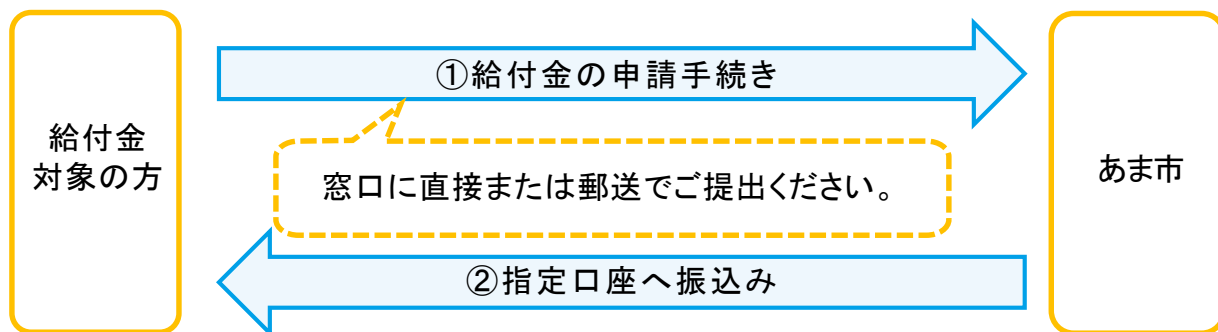 給付金
対象の方
①給付金の申請手続き
窓口に直接または郵送でご提出ください。
②指定口座へ振込み
あま市